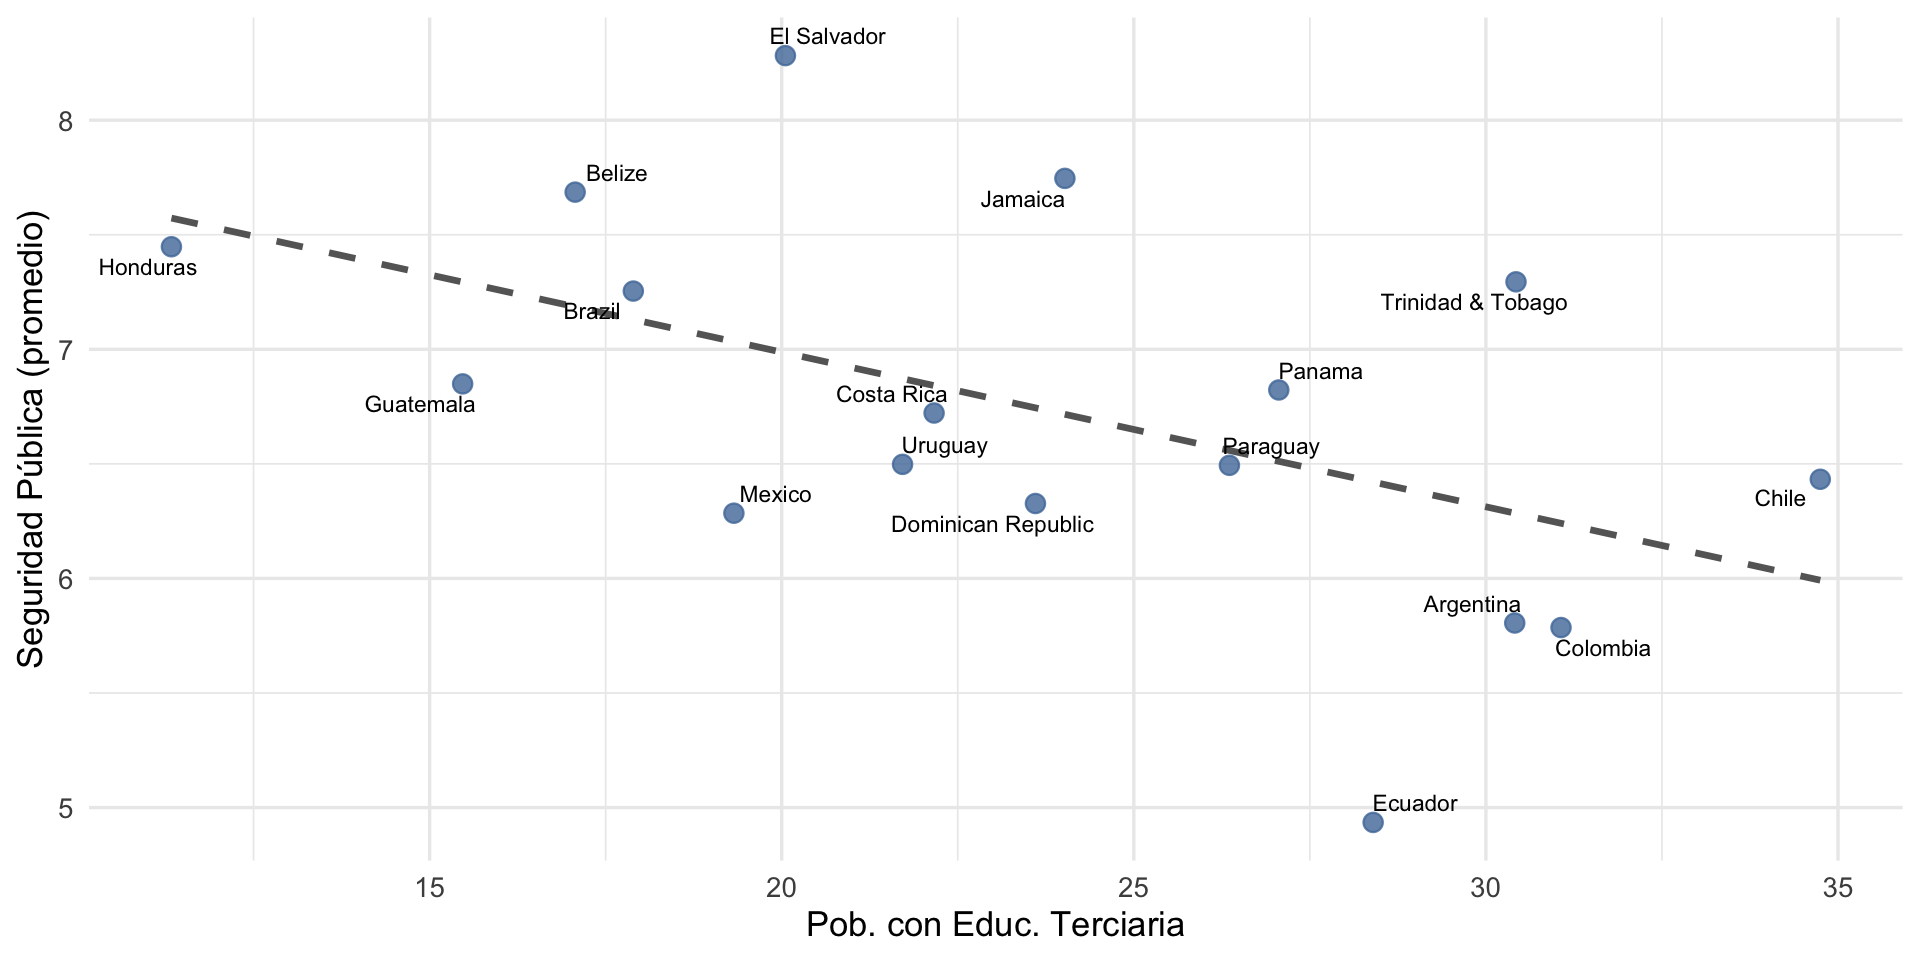 El Salvador
8
Belize
Jamaica
Honduras
Trinidad & Tobago
Brazil
7
Panama
Costa Rica
Guatemala
Uruguay
Paraguay
Mexico
Chile
Dominican Republic
6
Argentina
Colombia
Ecuador
5
Seguridad Pública (promedio)
15
20
25
30
35
Pob. con Educ. Terciaria